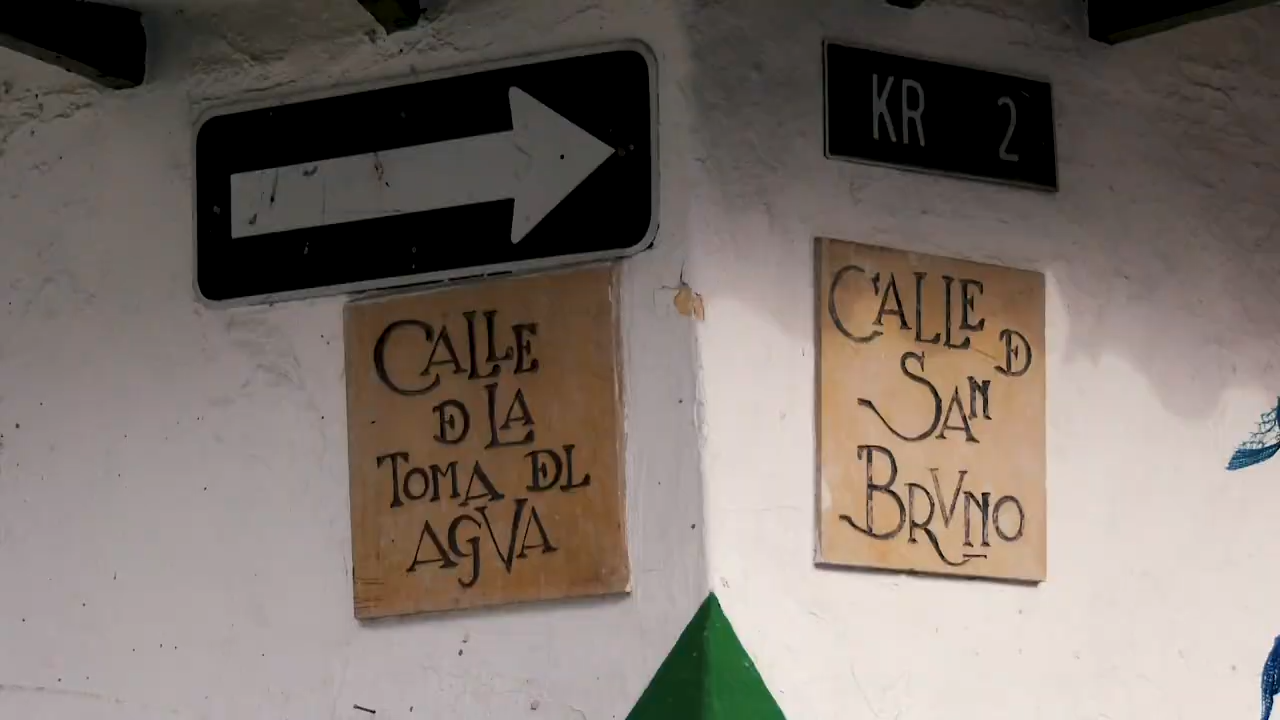 CALLE
D LA
TOMA DL
AGVA
KR 2
CALLE D
SAN
BRVNO